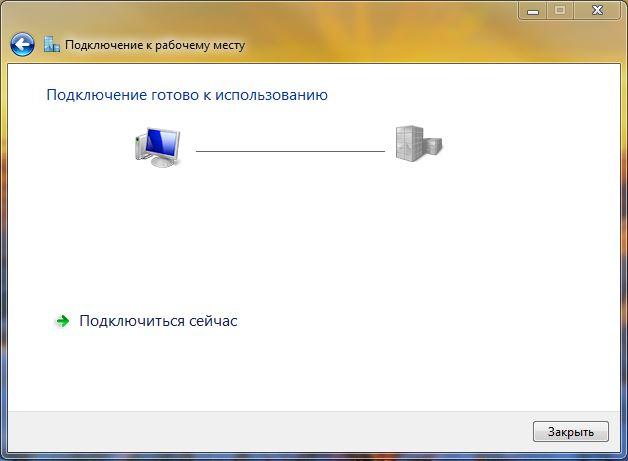 Подключение к рабочему месту
Подключение готово к использованию
Подключиться сейчас
Закрыть